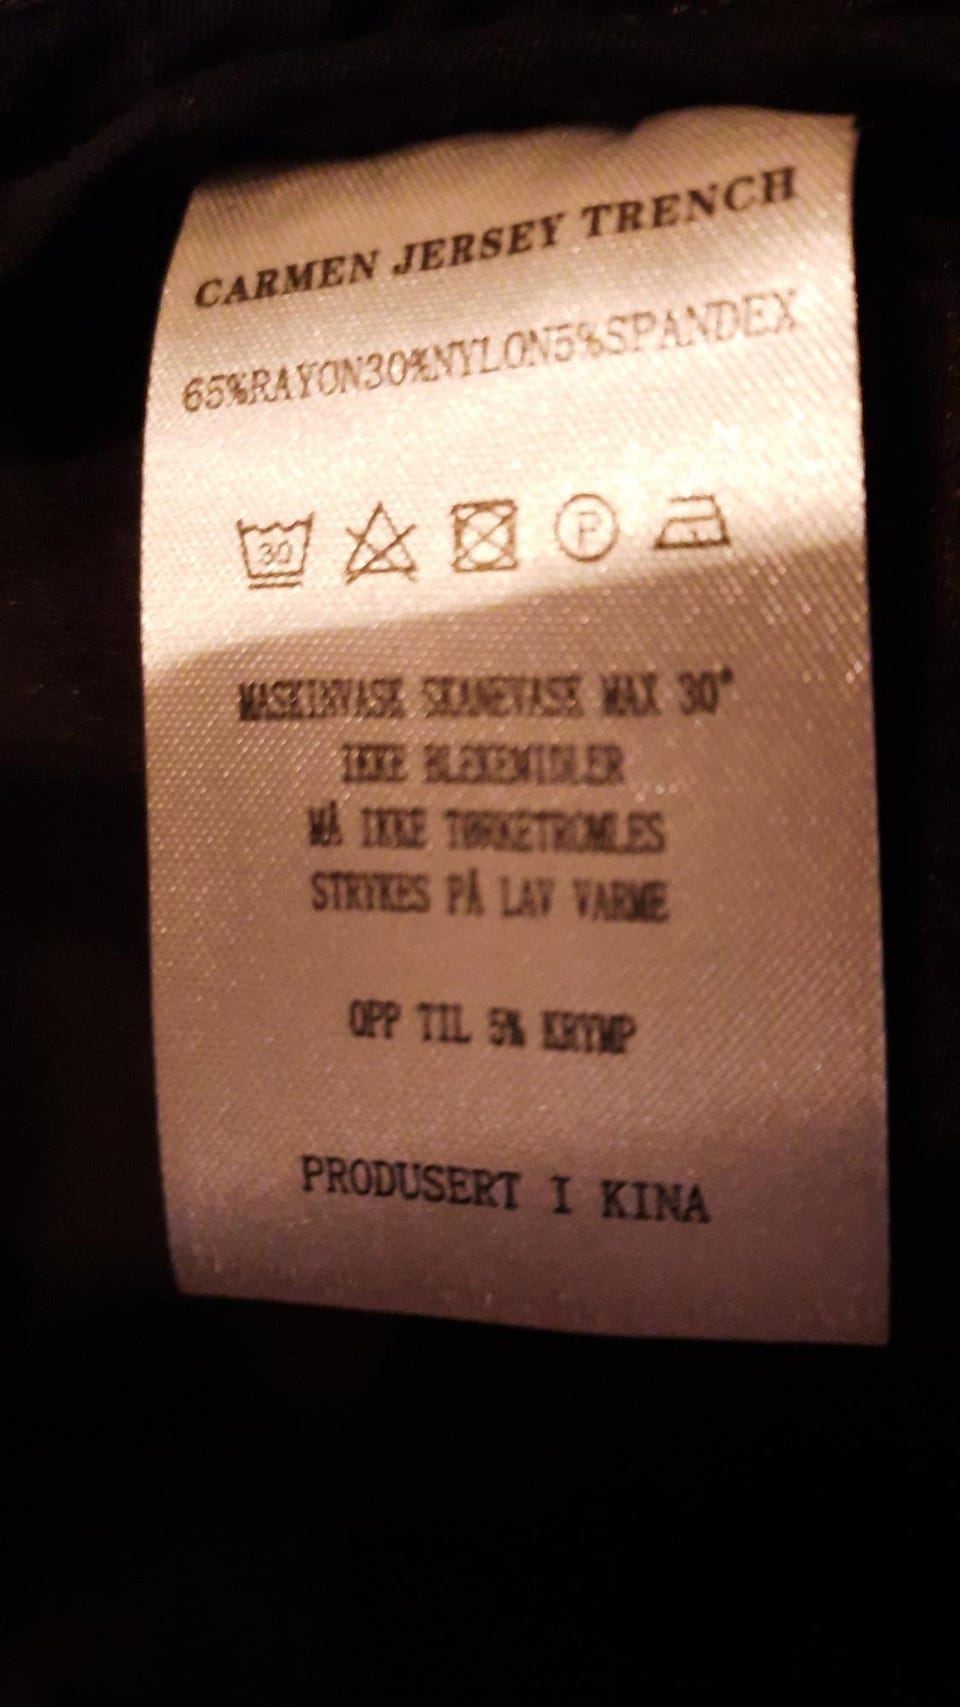 CARMEN JERSEY TRENCH
65%RAYON30%NYLON5%SPANDEX
30 P
MASKINVASK SKANEVASK MAX 30°
IKKE BLEKEMIDLER
MÅ IKKE TØRKETROMLES
STRYKES PÅ LAV VARME
OPP TIL 5% KRYMP
PRODUSERT I KINA